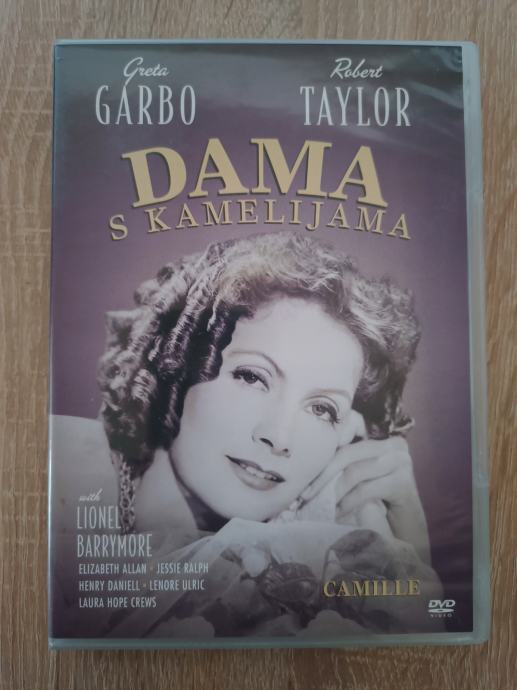 Greta Robert
GARBO TAYLOR
DAMA
S KAMELIJAMA
with
LIONEL
BARRYMORE
ELIZABETH ALLAN · JESSIE RALPH
HENRY DANIELL · LENORE ULRIC
LAURA HOPE CREWS
CAMILLE
DVD
VIDEO